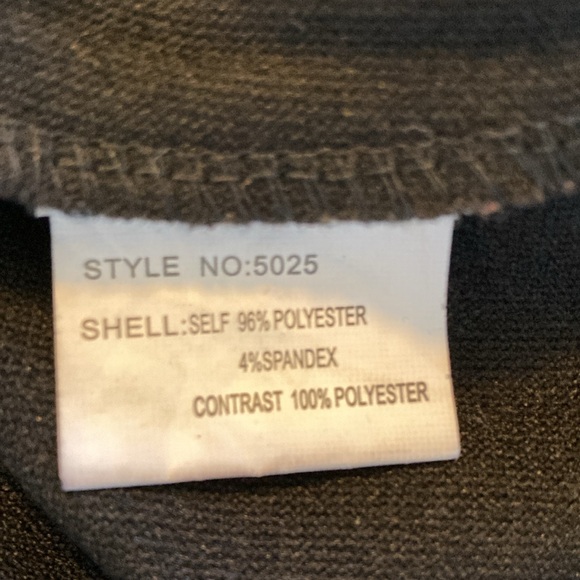 STYLE NO:5025
SHELL:SELF 96% POLYESTER
4%SPANDEX
CONTRAST 100% POLYESTER